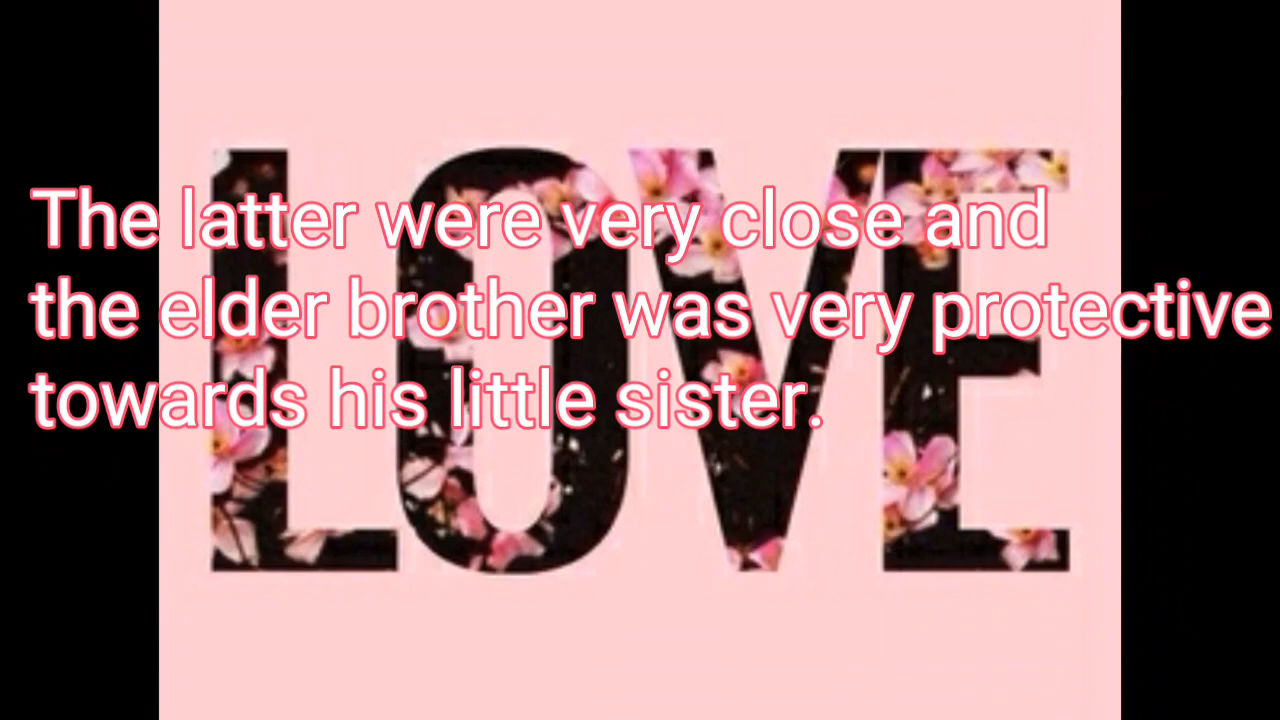 LOVE
The latter were very close and
the elder brother was very protective
towards his little sister.